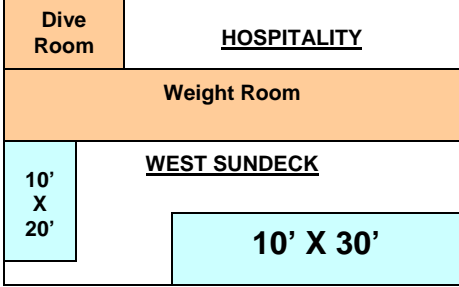 Dive
Room
HOSPITALITY
Weight Room
WEST SUNDECK
10’
X
20’
10’ X 30’